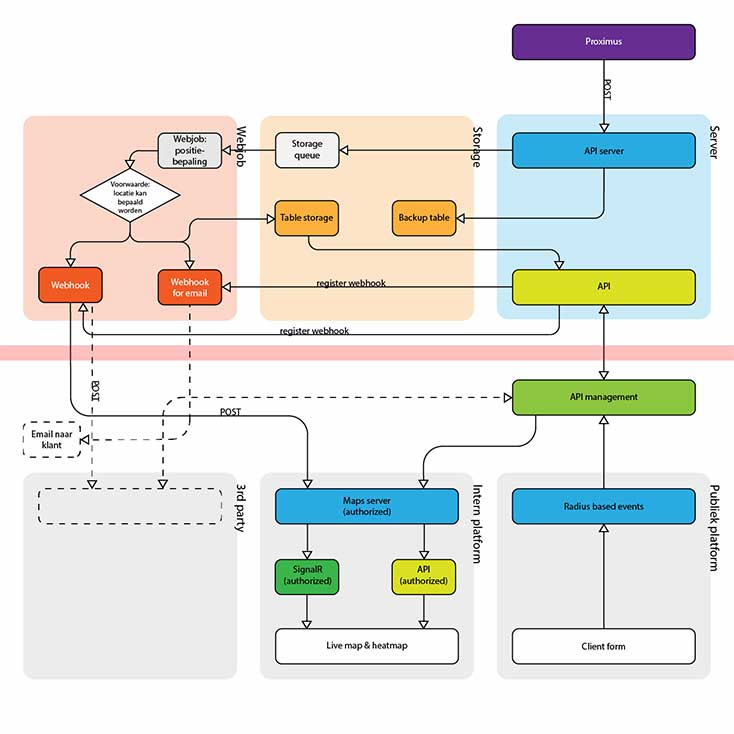 Proximus
POST
Webjob
Storage
Server
Webjob:
positie-
bepaling
Storage
queue
API server
Voorwaarde:
locatie kan
bepaald
worden
Table storage
Backup table
Webhook
Webhook
for email
register webhook
API
register webhook
POST
API management
POST
Email naar
klant
3rd party
Intern platform
Publiek platform
Maps server
(authorized)
Radius based events
SignalR
(authorized)
API
(authorized)
Live map & heatmap
Client form